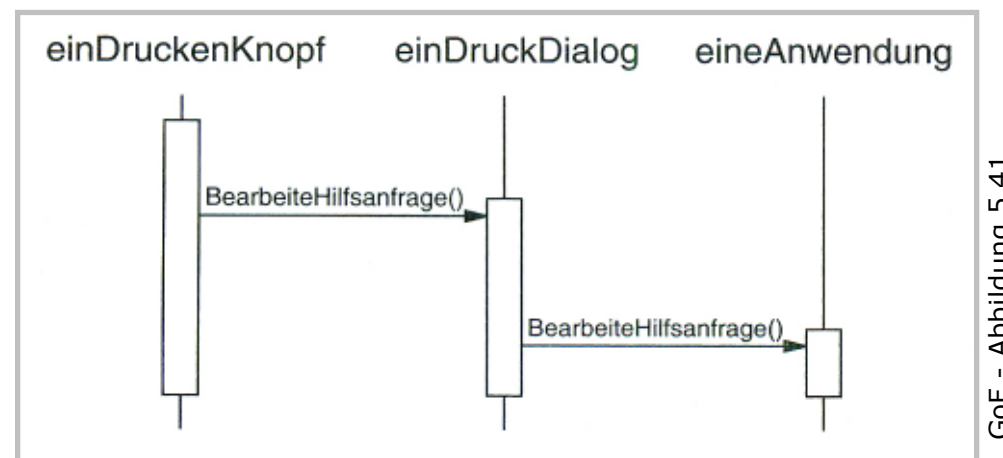 einDruckenKnopf
einDruckDialog
eineAnwendung
BearbeiteHilfsanfrage()
BearbeiteHilfsanfrage()
GoF - Abbildung 5.41